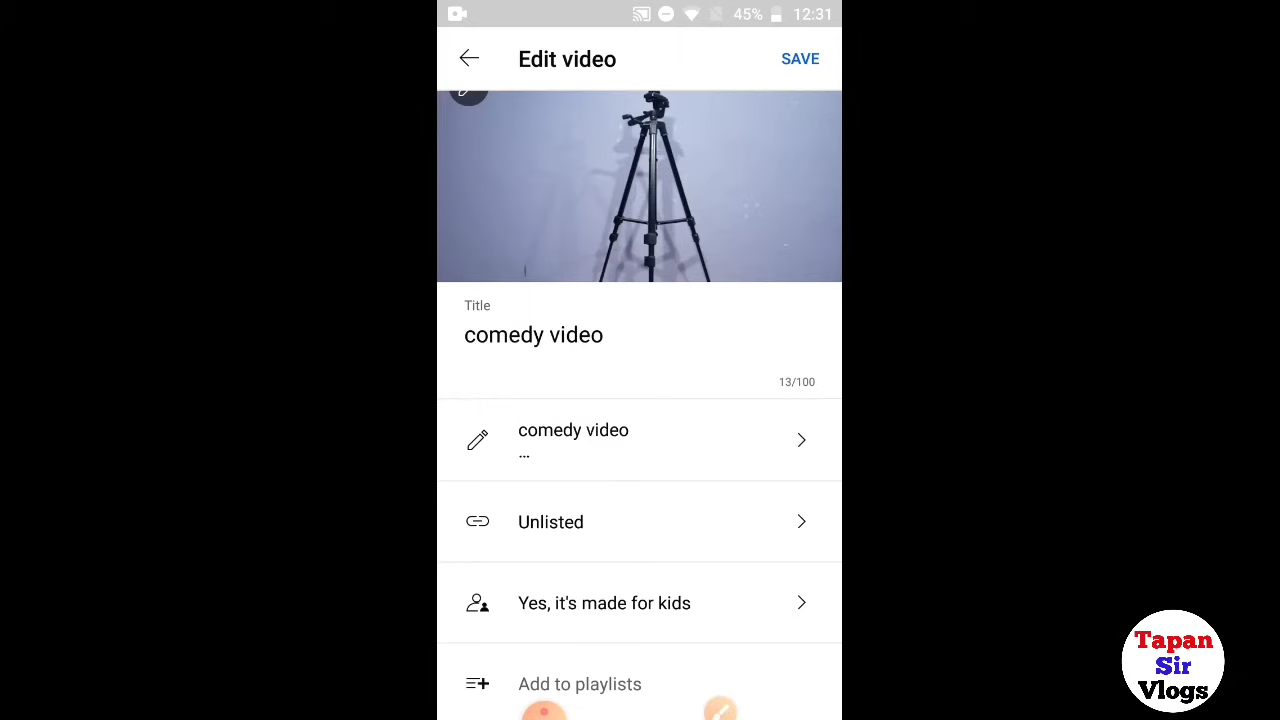 45% 12:31
Edit video SAVE
Title
comedy video
13/100
comedy video
...
Unlisted
Yes, it's made for kids
Add to playlists
Tapan
Sir
Vlogs